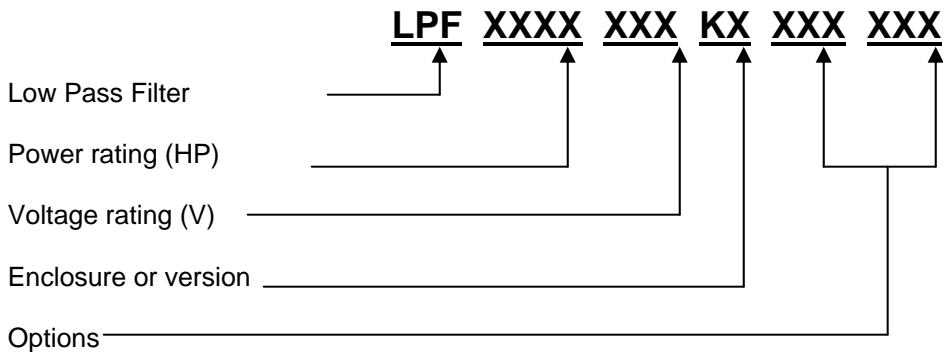 LPF XXXX XXX KX XXX XXX
Low Pass Filter
Power rating (HP)
Voltage rating (V)
Enclosure or version
Options